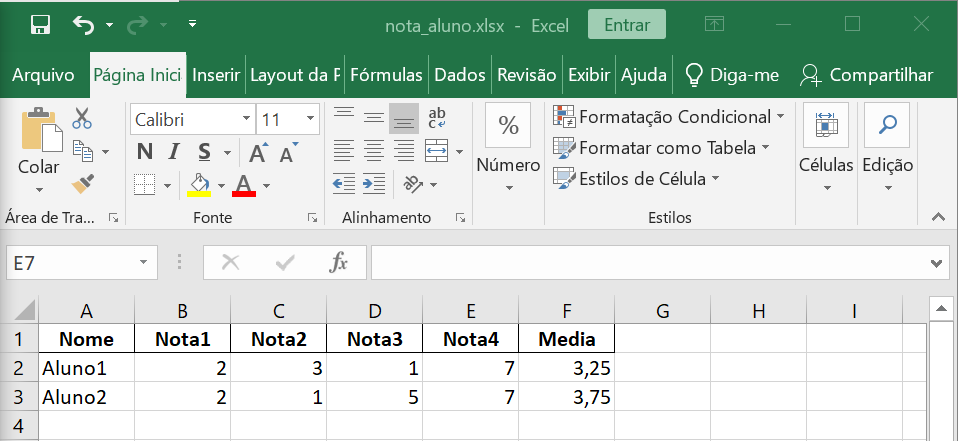 nota_aluno.xlsx - Excel Entrar
Arquivo Página Inici Inserir Layout da P Fórmulas Dados Revisão Exibir Ajuda Diga-me Compartilhar
Colar
Calibri 11
N I S A A
A
ab
c
%
Número
Formatação Condicional
Formatar como Tabela
Estilos de Célula
Células
Edição
Área de Tra... Fonte Alinhamento Estilos
E7 fx
A B C D E F G H I
1 Nome Nota1 Nota2 Nota3 Nota4 Media
2 Aluno1 2 3 1 7 3,25
3 Aluno2 2 1 5 7 3,75
4